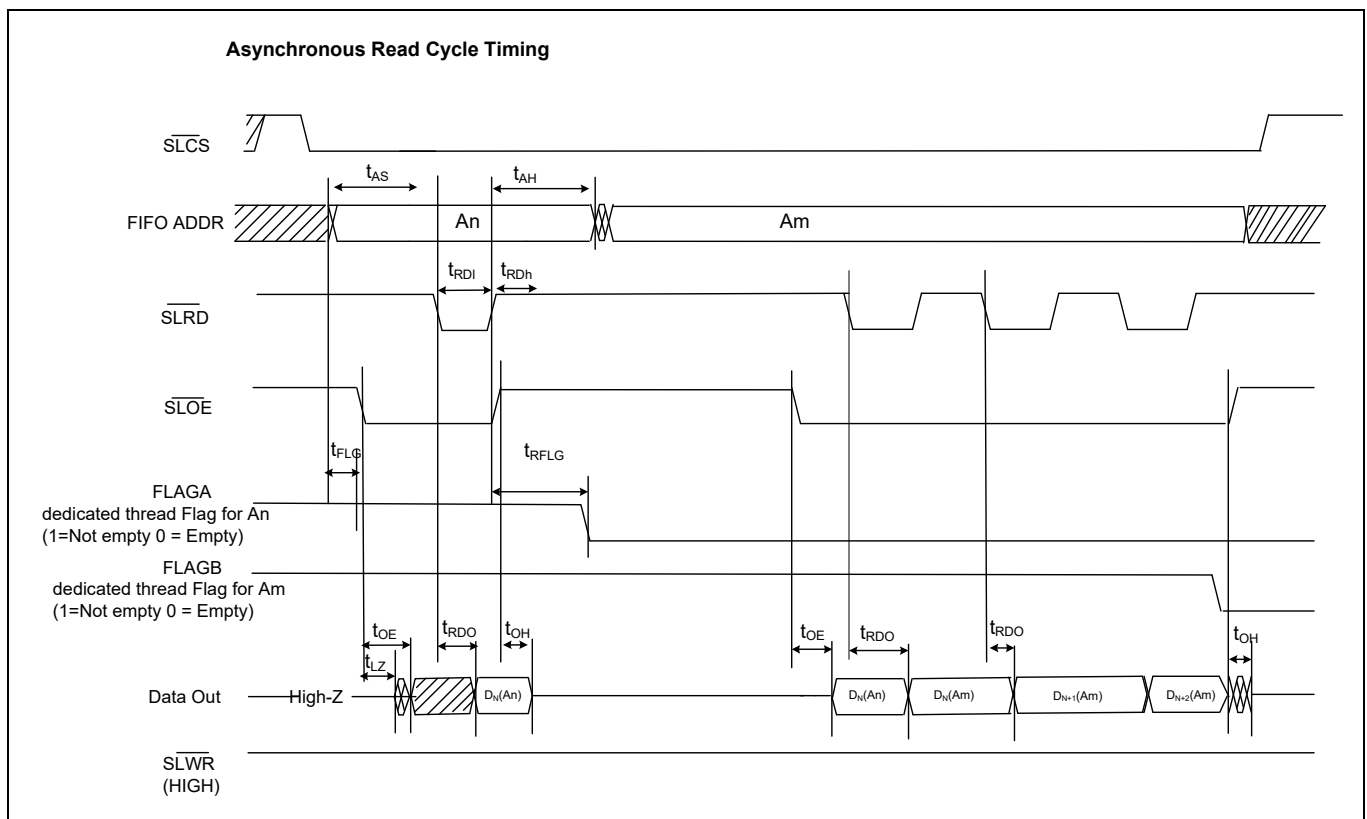 Asynchronous Read Cycle Timing
SLCS
tAS
tAH
FIFO ADDR
An
Am
tRDl
tRDh
SLRD
SLOE
tFLG
tRFLG
FLAGA
dedicated thread Flag for An
(1=Not empty 0 = Empty)
FLAGB
dedicated thread Flag for Am
(1=Not empty 0 = Empty)
tOE
tRDO
tOH
tOE
tRDO
tRDO
tOH
tLZ
Data Out
High-Z
DN(An)
DN(An)
DN(Am)
DN+1(Am)
DN+2(Am)
SLWR
(HIGH)